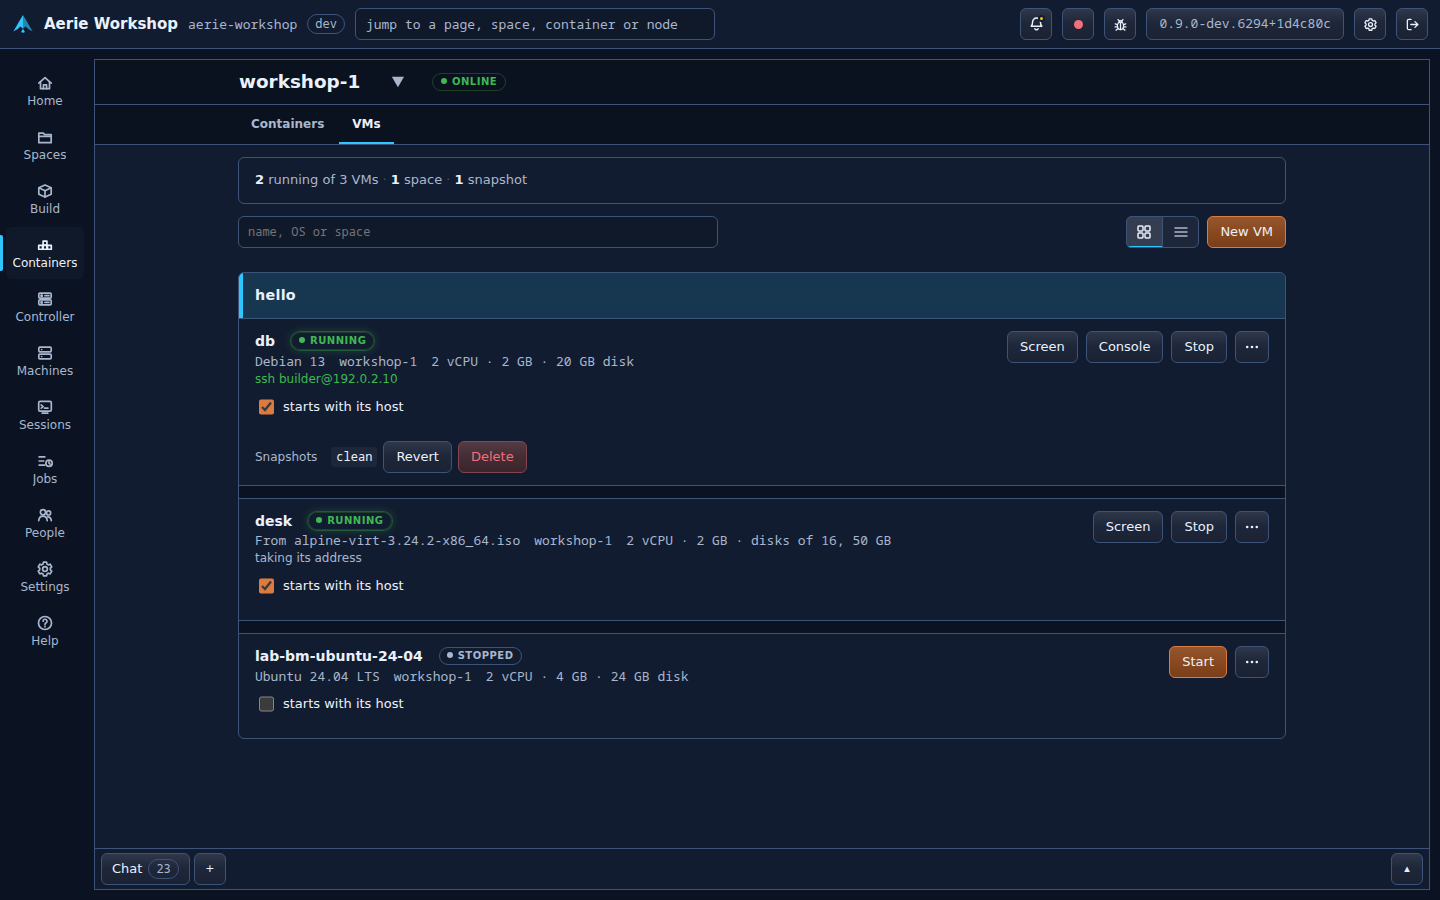 Aerie Workshop aerie-workshop dev jump to a page, space, container or node 0.9.0-dev.6294+1d4c80c
Home
Spaces
Build
Containers
Controller
Machines
Sessions
Jobs
People
Settings
Help
workshop-1 ▼ ONLINE
Containers VMs
2 running of 3 VMs · 1 space · 1 snapshot
name, OS or space New VM
hello
db RUNNING Screen Console Stop ···
Debian 13 workshop-1 2 vCPU · 2 GB · 20 GB disk
ssh builder@192.0.2.10
starts with its host
Snapshots clean Revert Delete
desk RUNNING Screen Stop ···
From alpine-virt-3.24.2-x86_64.iso workshop-1 2 vCPU · 2 GB · disks of 16, 50 GB
taking its address
starts with its host
lab-bm-ubuntu-24-04 STOPPED Start ···
Ubuntu 24.04 LTS workshop-1 2 vCPU · 4 GB · 24 GB disk
starts with its host
Chat 23 + ▲